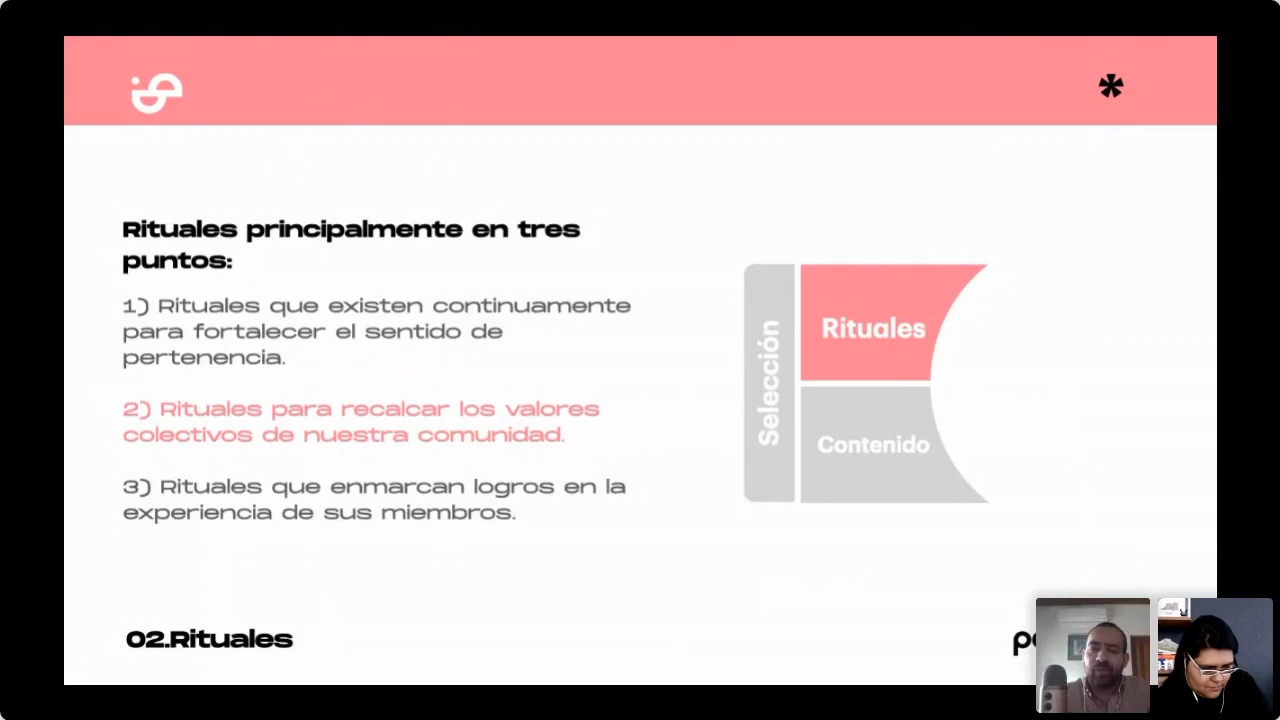 Rituales principalmente en tres
puntos:
1) Rituales que existen continuamente
para fortalecer el sentido de
pertenencia.
2) Rituales para recalcar los valores
colectivos de nuestra comunidad.
3) Rituales que enmarcan logros en la
experiencia de sus miembros.
Selección
Rituales
Contenido
02.Rituales